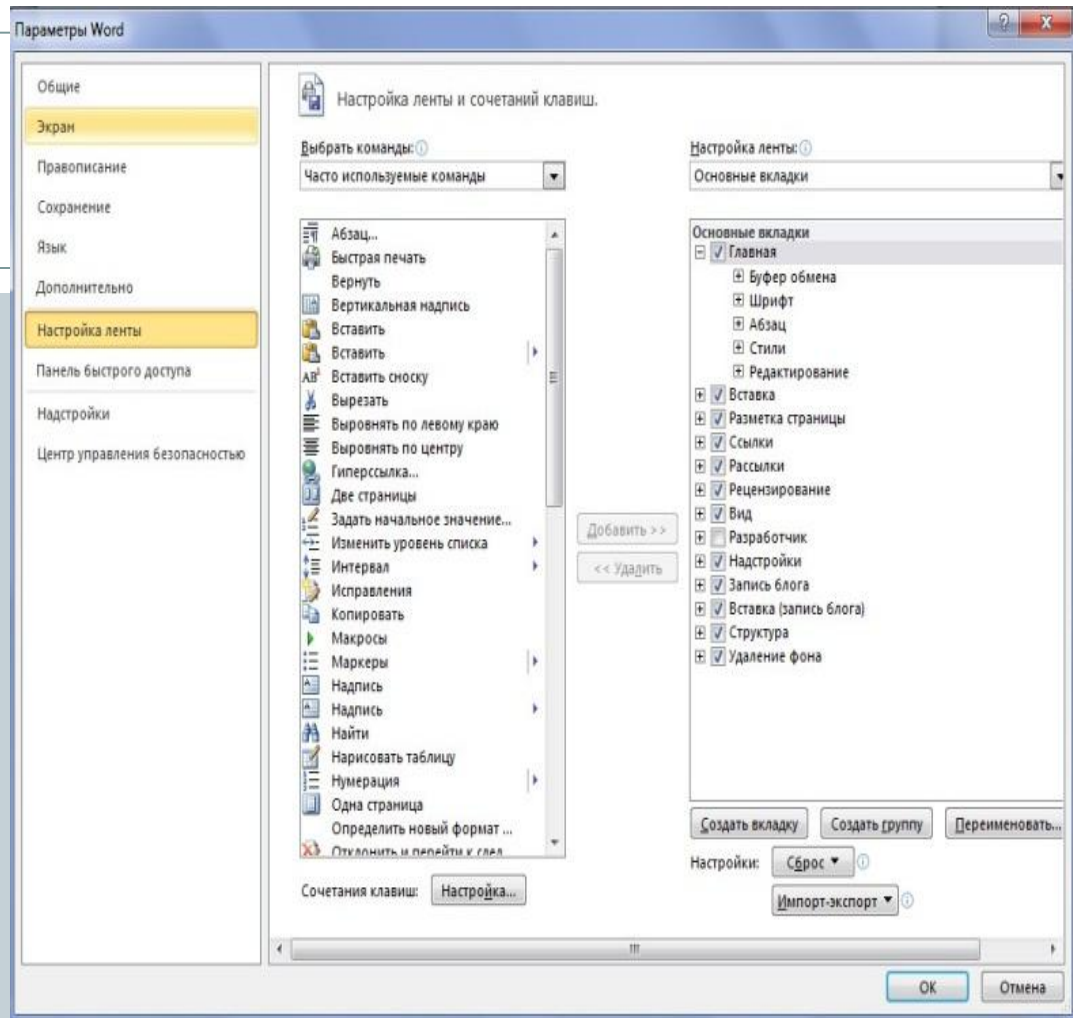 Параметры Word
Общие
Экран
Правописание
Сохранение
Язык
Дополнительно
Настройка ленты
Панель быстрого доступа
Надстройки
Центр управления безопасностью
Настройка ленты и сочетаний клавиш.
Выбрать команды:
Часто используемые команды
Абзац...
Быстрая печать
Вернуть
Вертикальная надпись
Вставить
Вставить
Вставить сноску
Вырезать
Выровнять по левому краю
Выровнять по центру
Гиперссылка...
Две страницы
Задать начальное значение...
Изменить уровень списка
Интервал
Исправления
Копировать
Макросы
Маркеры
Надпись
Надпись
Найти
Нарисовать таблицу
Нумерация
Одна страница
Определить новый формат ...
Отклонить и перейти к след
Сочетания клавиш: Настройка...
Добавить >>
<< Удалить
Настройка ленты:
Основные вкладки
Основные вкладки
Главная
Буфер обмена
Шрифт
Абзац
Стили
Редактирование
Вставка
Разметка страницы
Ссылки
Рассылки
Рецензирование
Вид
Разработчик
Надстройки
Запись блога
Вставка (запись блога)
Структура
Удаление фона
Создать вкладку Создать группу Переименовать...
Настройки: Сброс
Импорт-экспорт
ОК Отмена